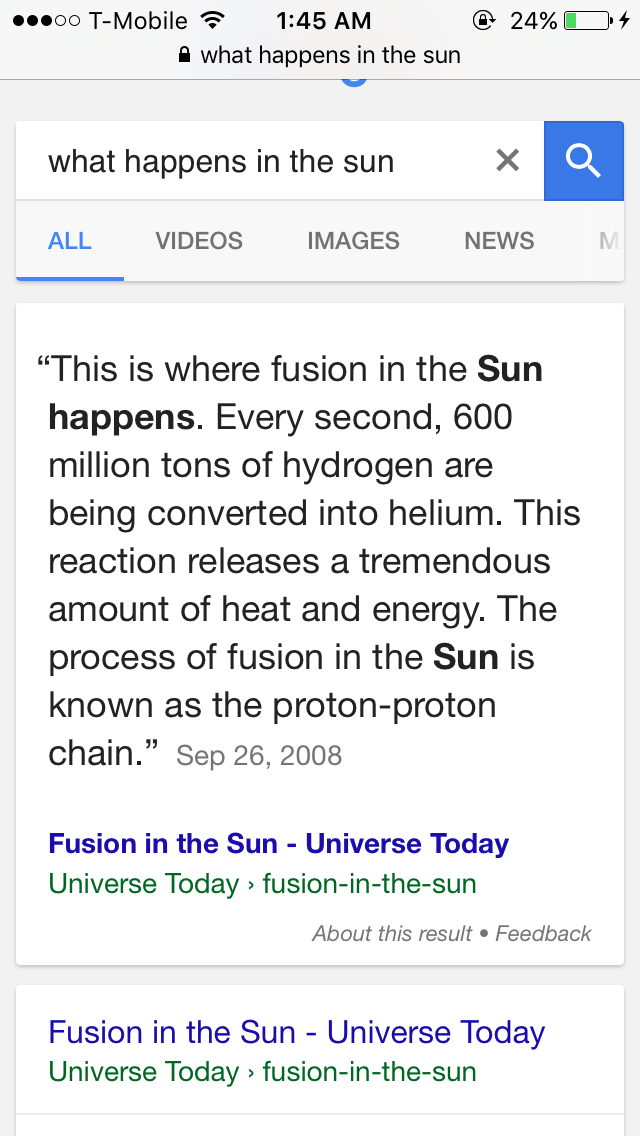 ●●●○○ T-Mobile 1:45 AM 24%
what happens in the sun
what happens in the sun ×
ALL VIDEOS IMAGES NEWS
“This is where fusion in the Sun
happens. Every second, 600
million tons of hydrogen are
being converted into helium. This
reaction releases a tremendous
amount of heat and energy. The
process of fusion in the Sun is
known as the proton-proton
chain.” Sep 26, 2008
Fusion in the Sun - Universe Today
Universe Today › fusion-in-the-sun
About this result • Feedback
Fusion in the Sun - Universe Today
Universe Today › fusion-in-the-sun